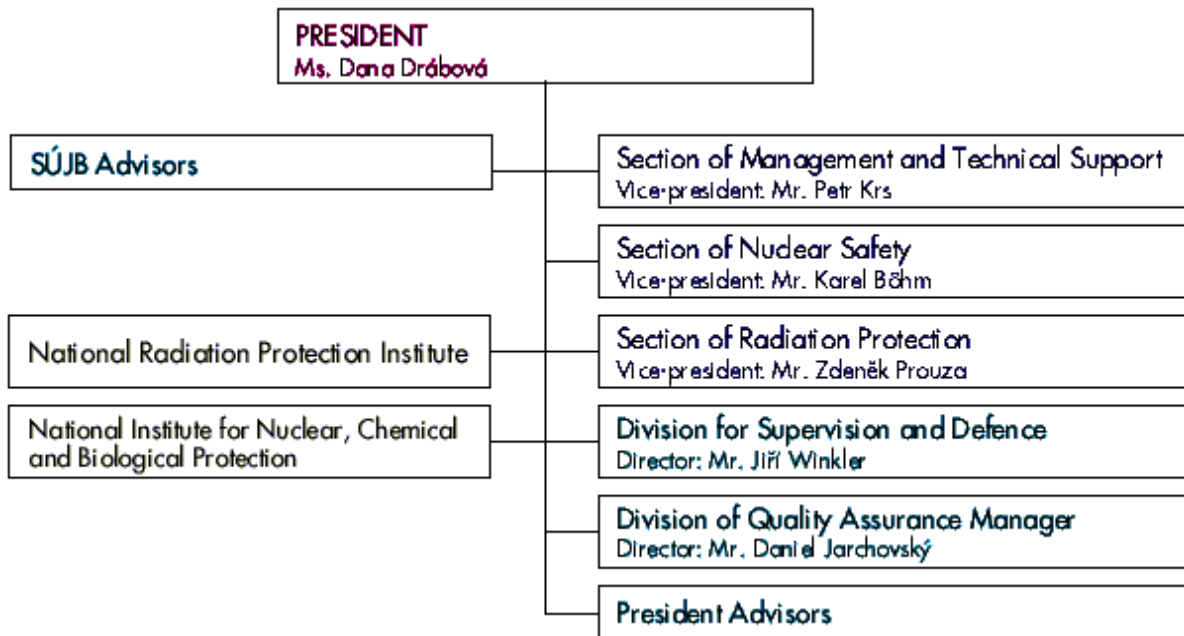 PRESIDENT
Ms. Dana Drábová
SÚJB Advisors
Section of Management and Technical Support
Vice-president: Mr. Petr Krs
Section of Nuclear Safety
Vice-president: Mr. Karel Böhm
National Radiation Protection Institute
Section of Radiation Protection
Vice-president: Mr. Zdeněk Prouza
National Institute for Nuclear, Chemical
and Biological Protection
Division for Supervision and Defence
Director: Mr. Jiří Winkler
Division of Quality Assurance Manager
Director: Mr. Daniel Jarchovský
President Advisors